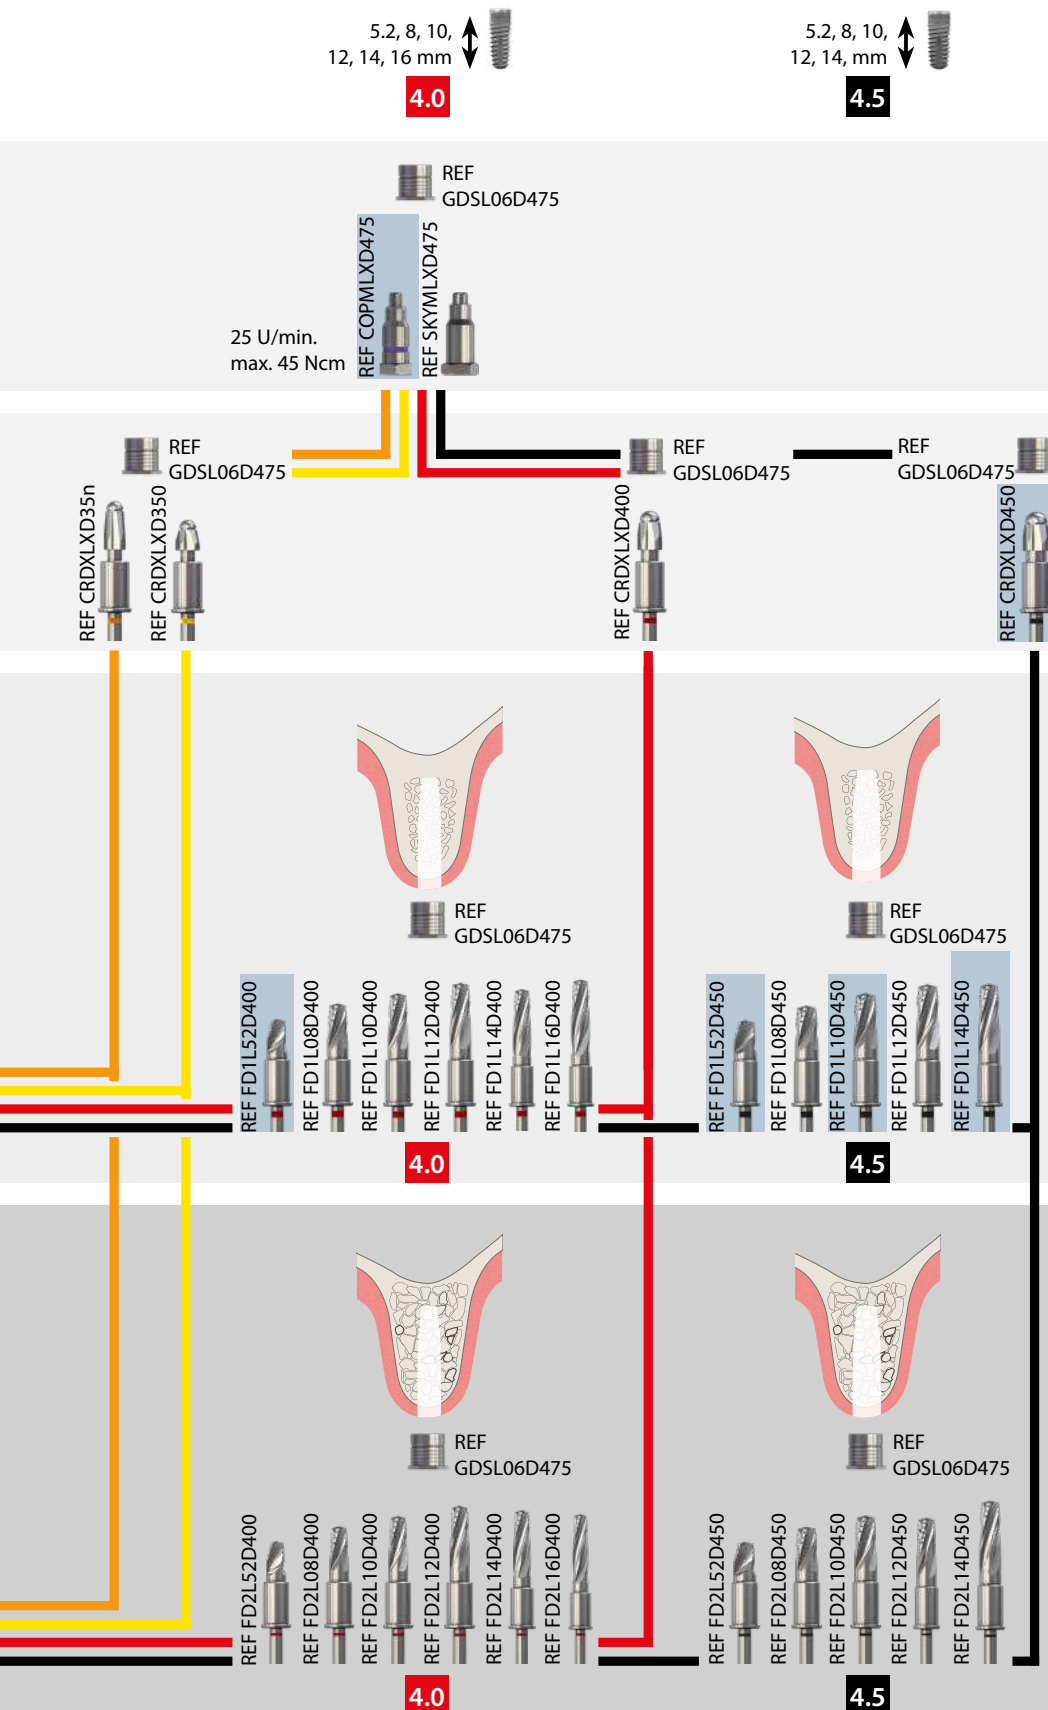 5.2, 8, 10,
12, 14, 16 mm
4.0
5.2, 8, 10,
12, 14, mm
4.5
REF
GDSL06D475
REF COPMLXD475
REF SKYMLXD475
25 U/min.
max. 45 Ncm
REF
GDSL06D475
REF
GDSL06D475
REF
GDSL06D475
REF CRDXLXD35n
REF CRDXLXD350
REF CRDXLXD400
REF CRDXLXD450
REF
GDSL06D475
REF
GDSL06D475
REF FD1L52D400
REF FD1L08D400
REF FD1L10D400
REF FD1L12D400
REF FD1L14D400
REF FD1L16D400
REF FD1L52D450
REF FD1L08D450
REF FD1L10D450
REF FD1L12D450
REF FD1L14D450
4.0
4.5
REF
GDSL06D475
REF
GDSL06D475
REF FD2L52D400
REF FD2L08D400
REF FD2L10D400
REF FD2L12D400
REF FD2L14D400
REF FD2L16D400
REF FD2L52D450
REF FD2L08D450
REF FD2L10D450
REF FD2L12D450
REF FD2L14D450
4.0
4.5